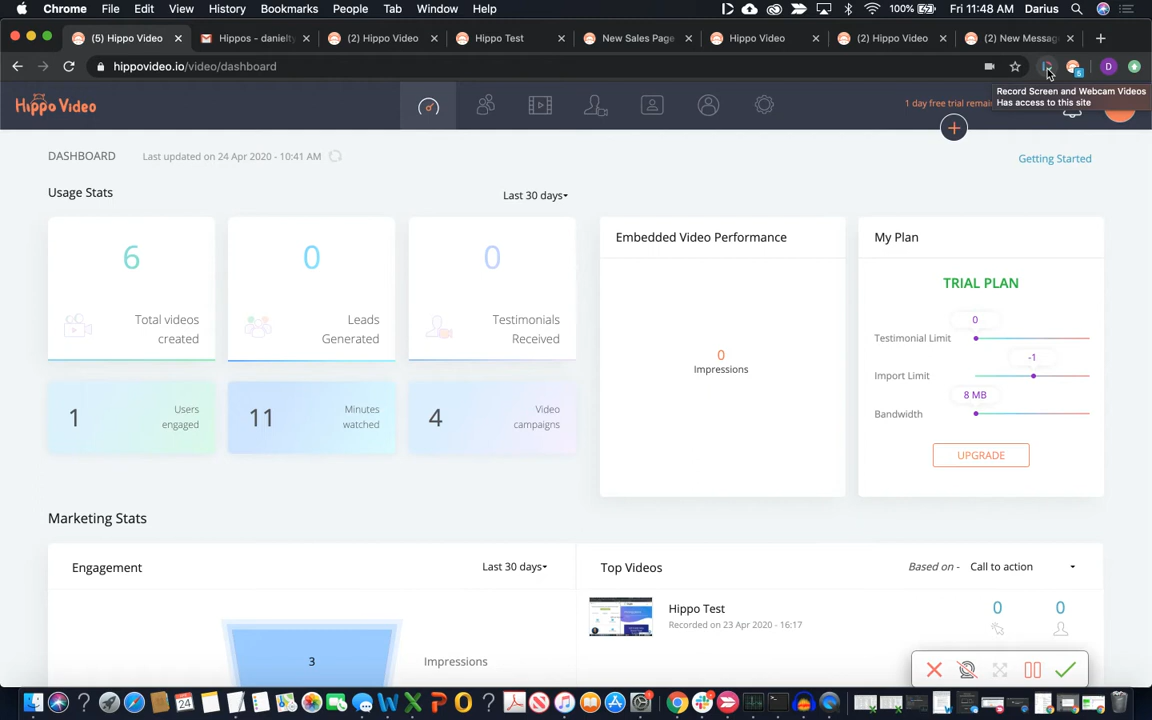 Chrome File Edit View History Bookmarks People Tab Window Help 100% Fri 11:48 AM Darius
(5) Hippo Video Hippos - danielty (2) Hippo Video Hippo Test New Sales Page Hippo Video (2) Hippo Video (2) New Messag
hippovideo.io/video/dashboard 5 D
Record Screen and Webcam Videos
Has access to this site
Hippo Video 1 day free trial remain
DASHBOARD Last updated on 24 Apr 2020 - 10:41 AM Getting Started
Usage Stats Last 30 days
6
Total videos
created
0
Leads
Generated
0
Testimonials
Received
1 Users
engaged
11 Minutes
watched
4 Video
campaigns
Embedded Video Performance
0
Impressions
My Plan
TRIAL PLAN
0
Testimonial Limit
-1
Import Limit
8 MB
Bandwidth
UPGRADE
Marketing Stats
Engagement Last 30 days
3 Impressions
Top Videos Based on - Call to action
Hippo Test 0 0
Recorded on 23 Apr 2020 - 16:17